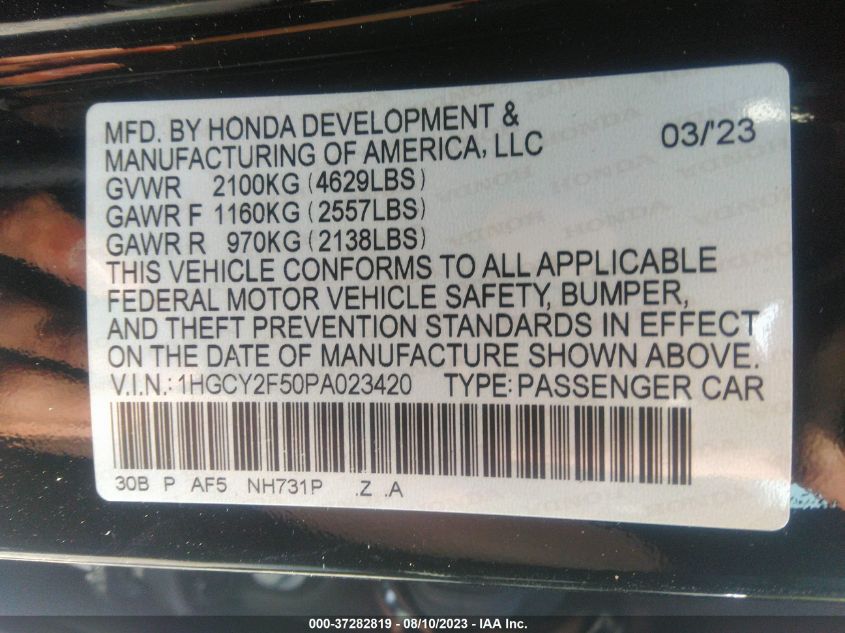 MFD. BY HONDA DEVELOPMENT &
MANUFACTURING OF AMERICA, LLC 03/'23
GVWR 2100KG (4629LBS)
GAWR F 1160KG (2557LBS)
GAWR R 970KG (2138LBS)
THIS VEHICLE CONFORMS TO ALL APPLICABLE
FEDERAL MOTOR VEHICLE SAFETY, BUMPER,
AND THEFT PREVENTION STANDARDS IN EFFECT
ON THE DATE OF MANUFACTURE SHOWN ABOVE.
V.I.N.: 1HGCY2F50PA023420 TYPE: PASSENGER CAR
30B P AF5 NH731P .Z .A
000-37282819 - 08/10/2023 - IAA Inc.